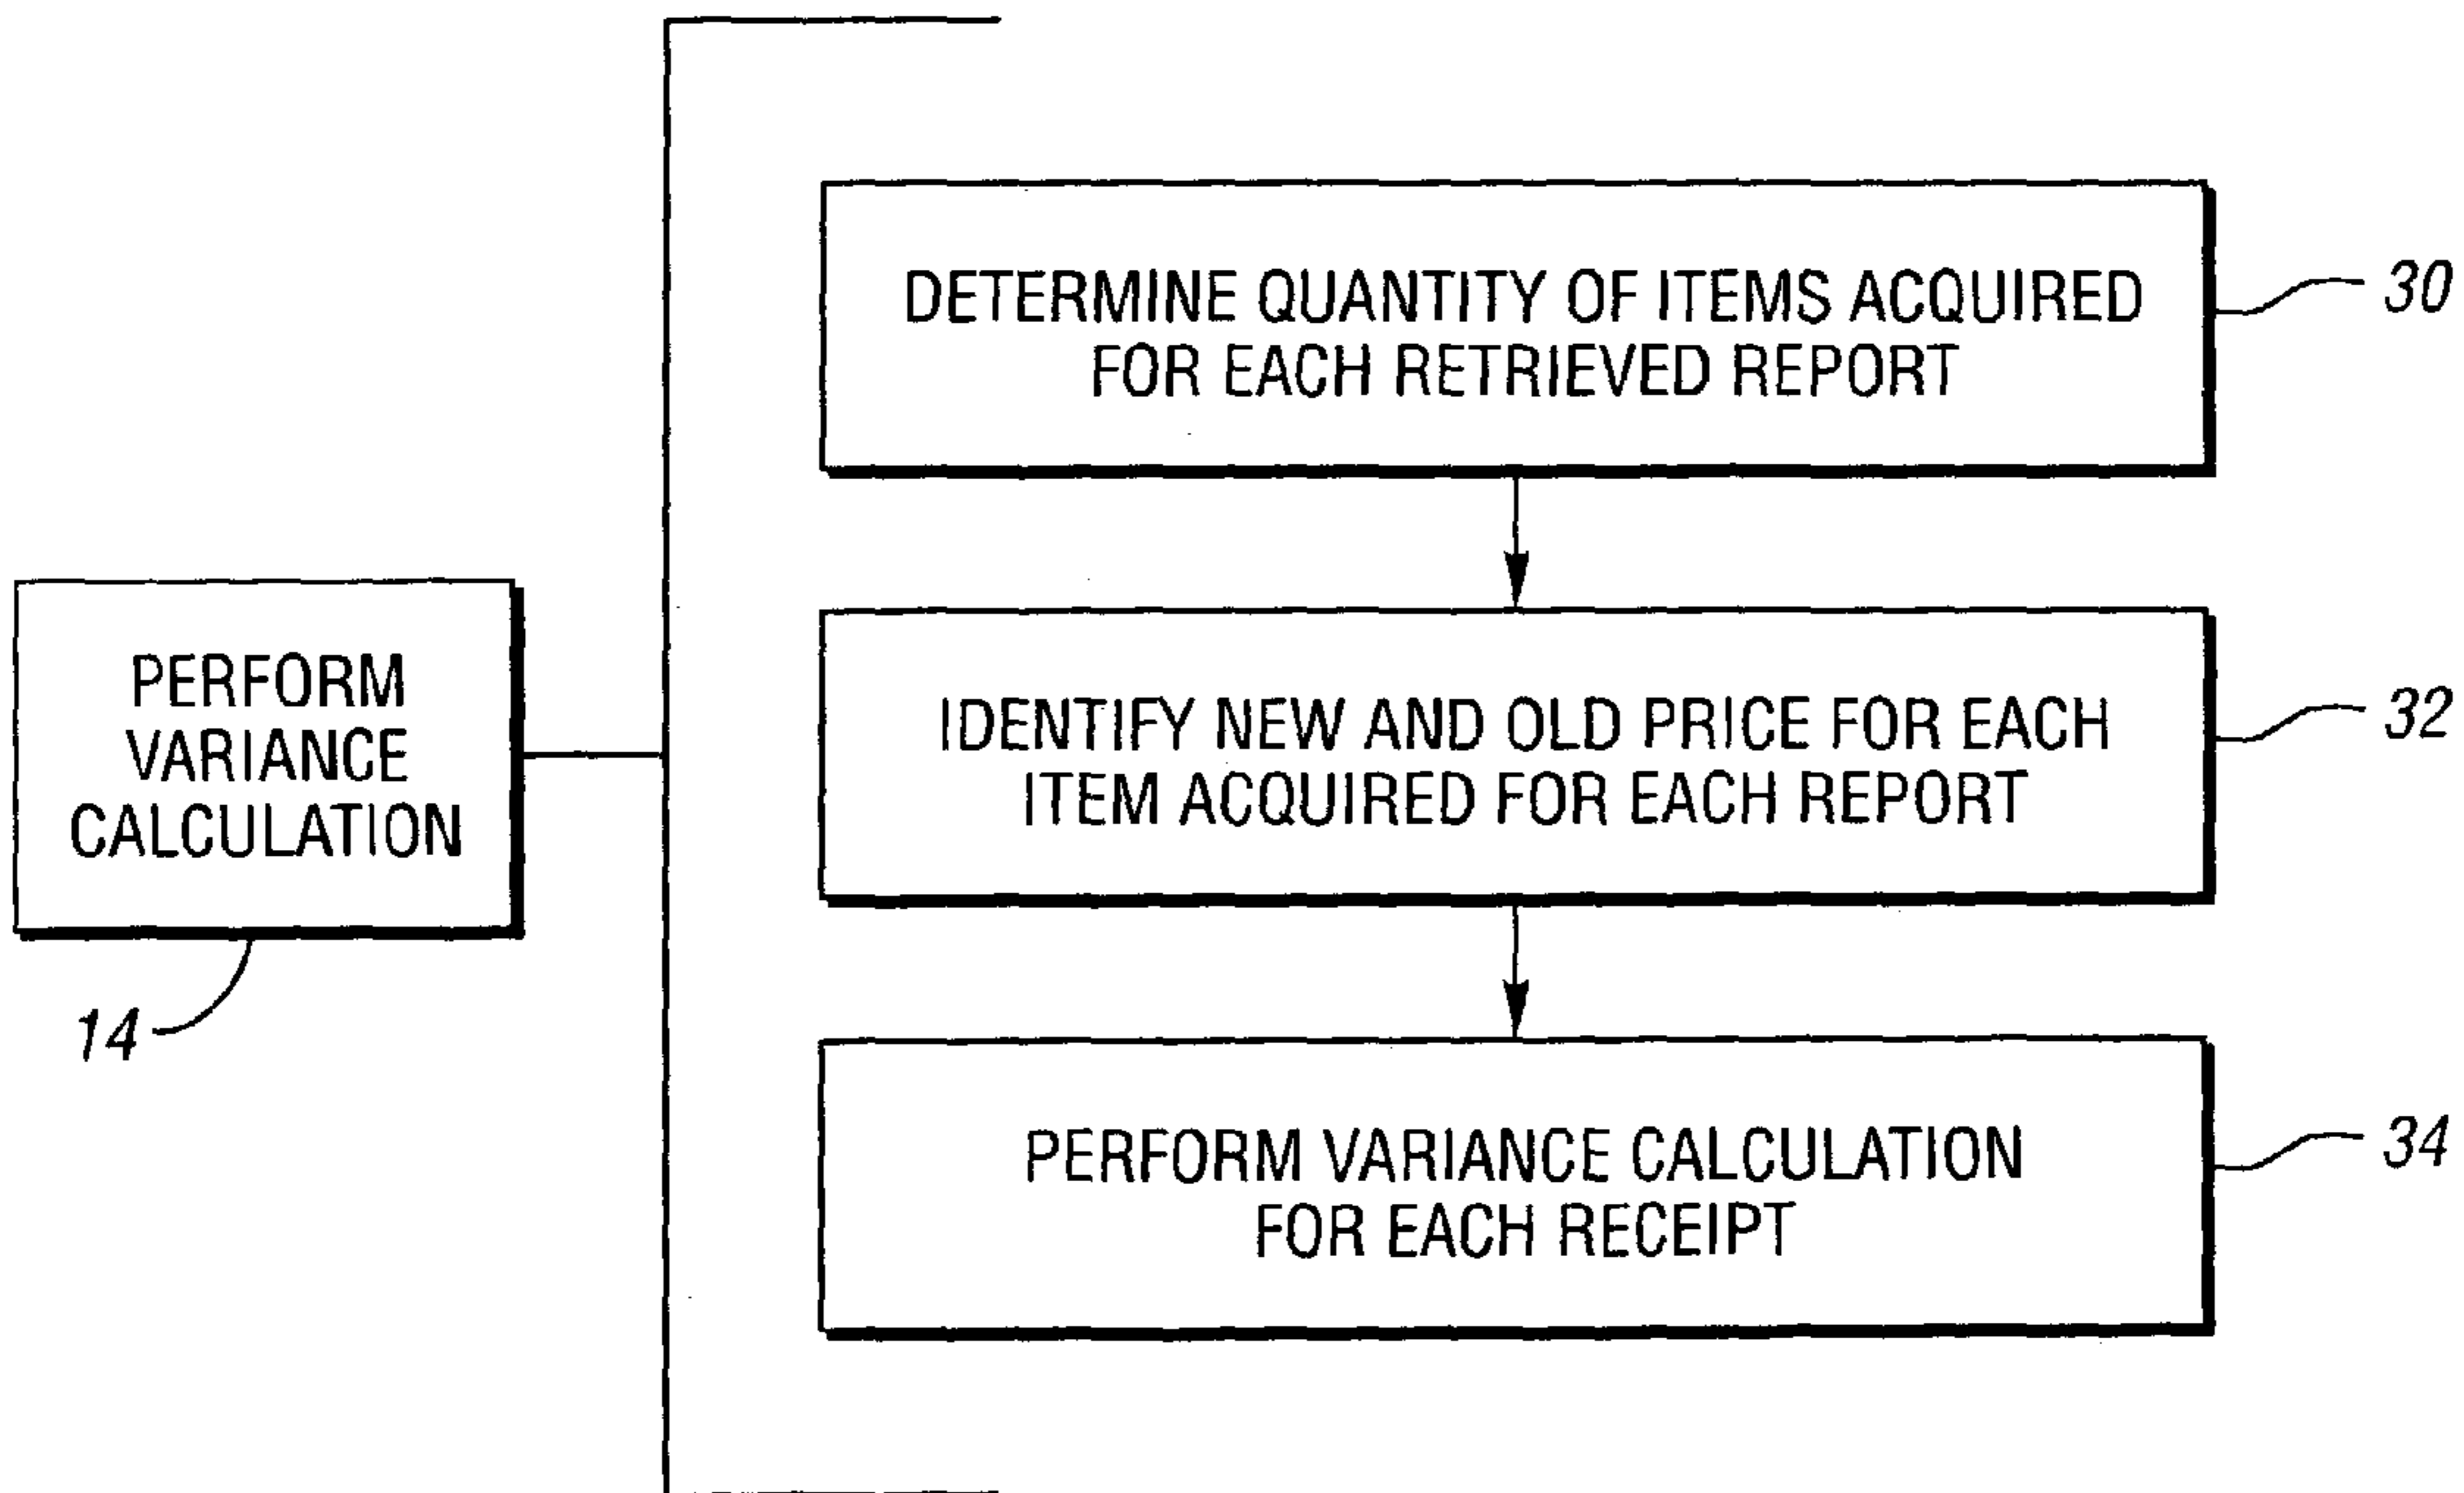 PERFORM
VARIANCE
CALCULATION
14
DETERMINE QUANTITY OF ITEMS ACQUIRED
FOR EACH RETRIEVED REPORT
30
IDENTIFY NEW AND OLD PRICE FOR EACH
ITEM ACQUIRED FOR EACH REPORT
32
PERFORM VARIANCE CALCULATION
FOR EACH RECEIPT
34